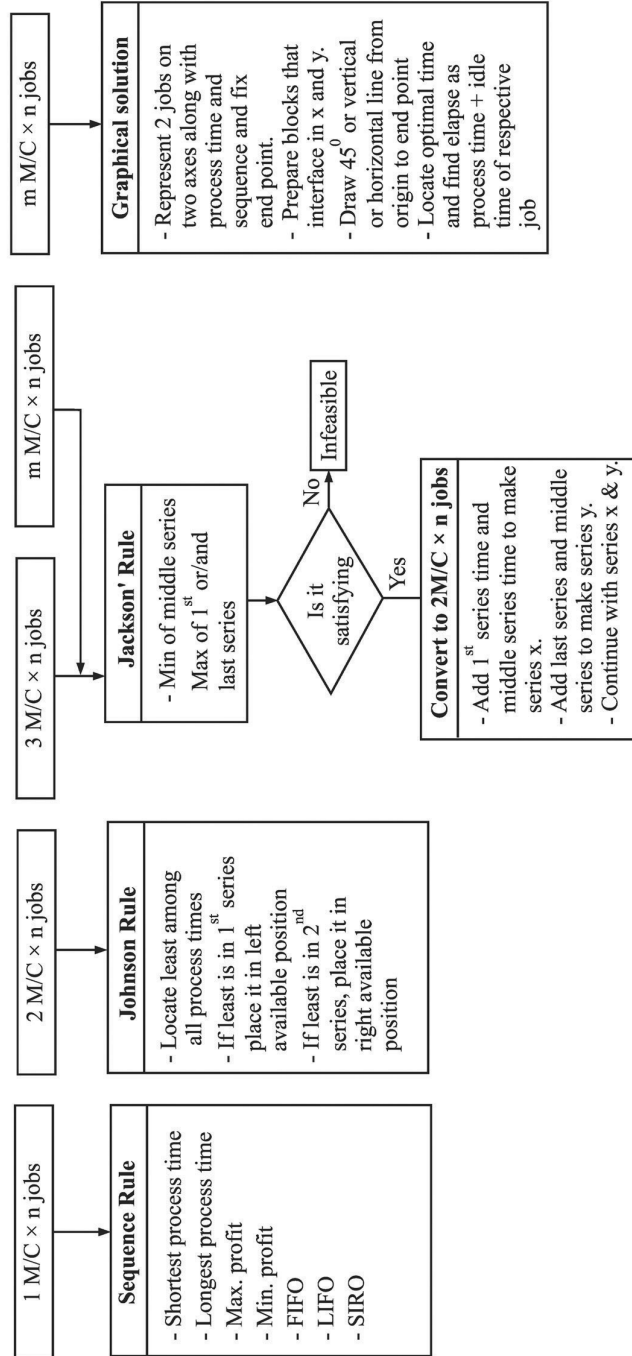 1 M/C × n jobs
Sequence Rule
- Shortest process time
- Longest process time
- Max. profit
- Min. profit
- FIFO
- LIFO
- SIRO
2 M/C × n jobs
Johnson Rule
- Locate least among
all process times
- If least is in 1st series
place it in left
available position
- If least is in 2nd
series, place it in
right available
position
3 M/C × n jobs
m M/C × n jobs
Jackson' Rule
- Min of middle series
Max of 1st or/and
last series
Is it
satisfying
No
Infeasible
Yes
Convert to 2M/C × n jobs
- Add 1st series time and
middle series time to make
series x.
- Add last series and middle
series to make series y.
- Continue with series x & y.
m M/C × n jobs
Graphical solution
- Represent 2 jobs on
two axes along with
process time and
sequence and fix
end point.
- Prepare blocks that
interface in x and y.
- Draw 45⁰ or vertical
or horizontal line from
origin to end point
- Locate optimal time
and find elapse as
process time + idle
time of respective
job